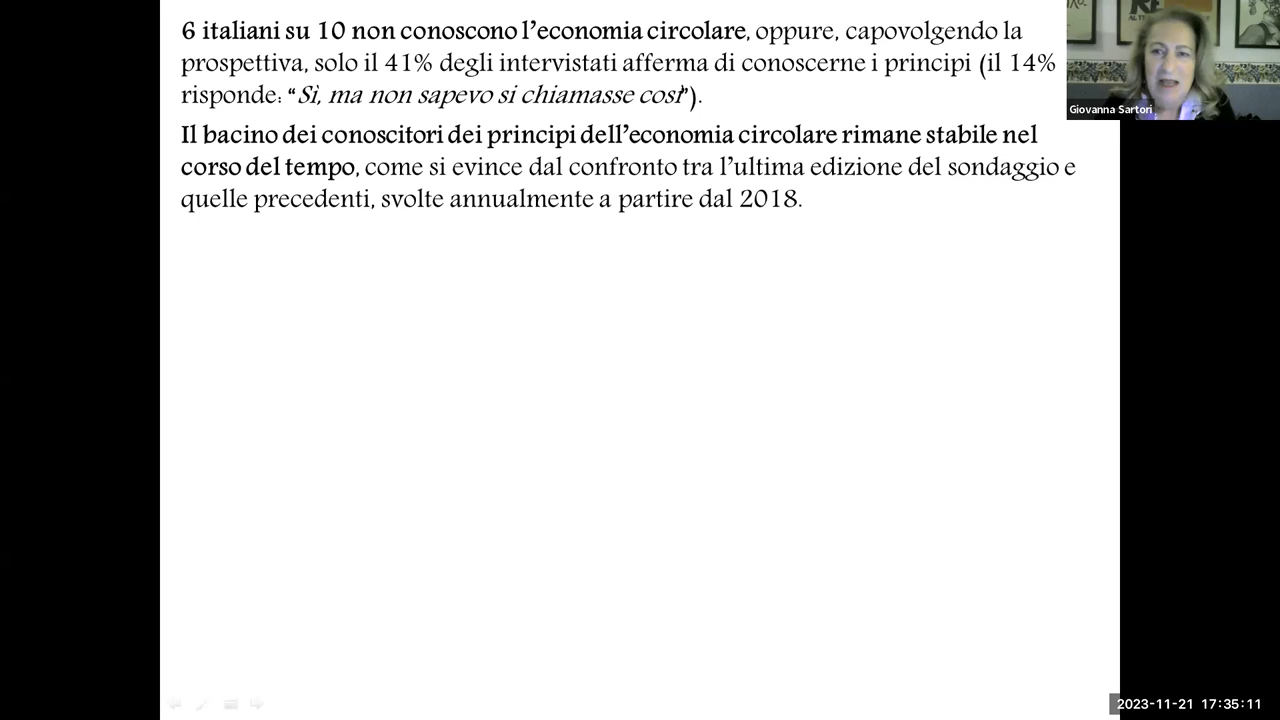 6 italiani su 10 non conoscono l’economia circolare, oppure, capovolgendo la
prospettiva, solo il 41% degli intervistati afferma di conoscerne i principi (il 14%
risponde: “Sì, ma non sapevo si chiamasse così”).
Il bacino dei conoscitori dei principi dell’economia circolare rimane stabile nel
corso del tempo, come si evince dal confronto tra l’ultima edizione del sondaggio e
quelle precedenti, svolte annualmente a partire dal 2018.
Giovanna Sartori
2023-11-21 17:35:11